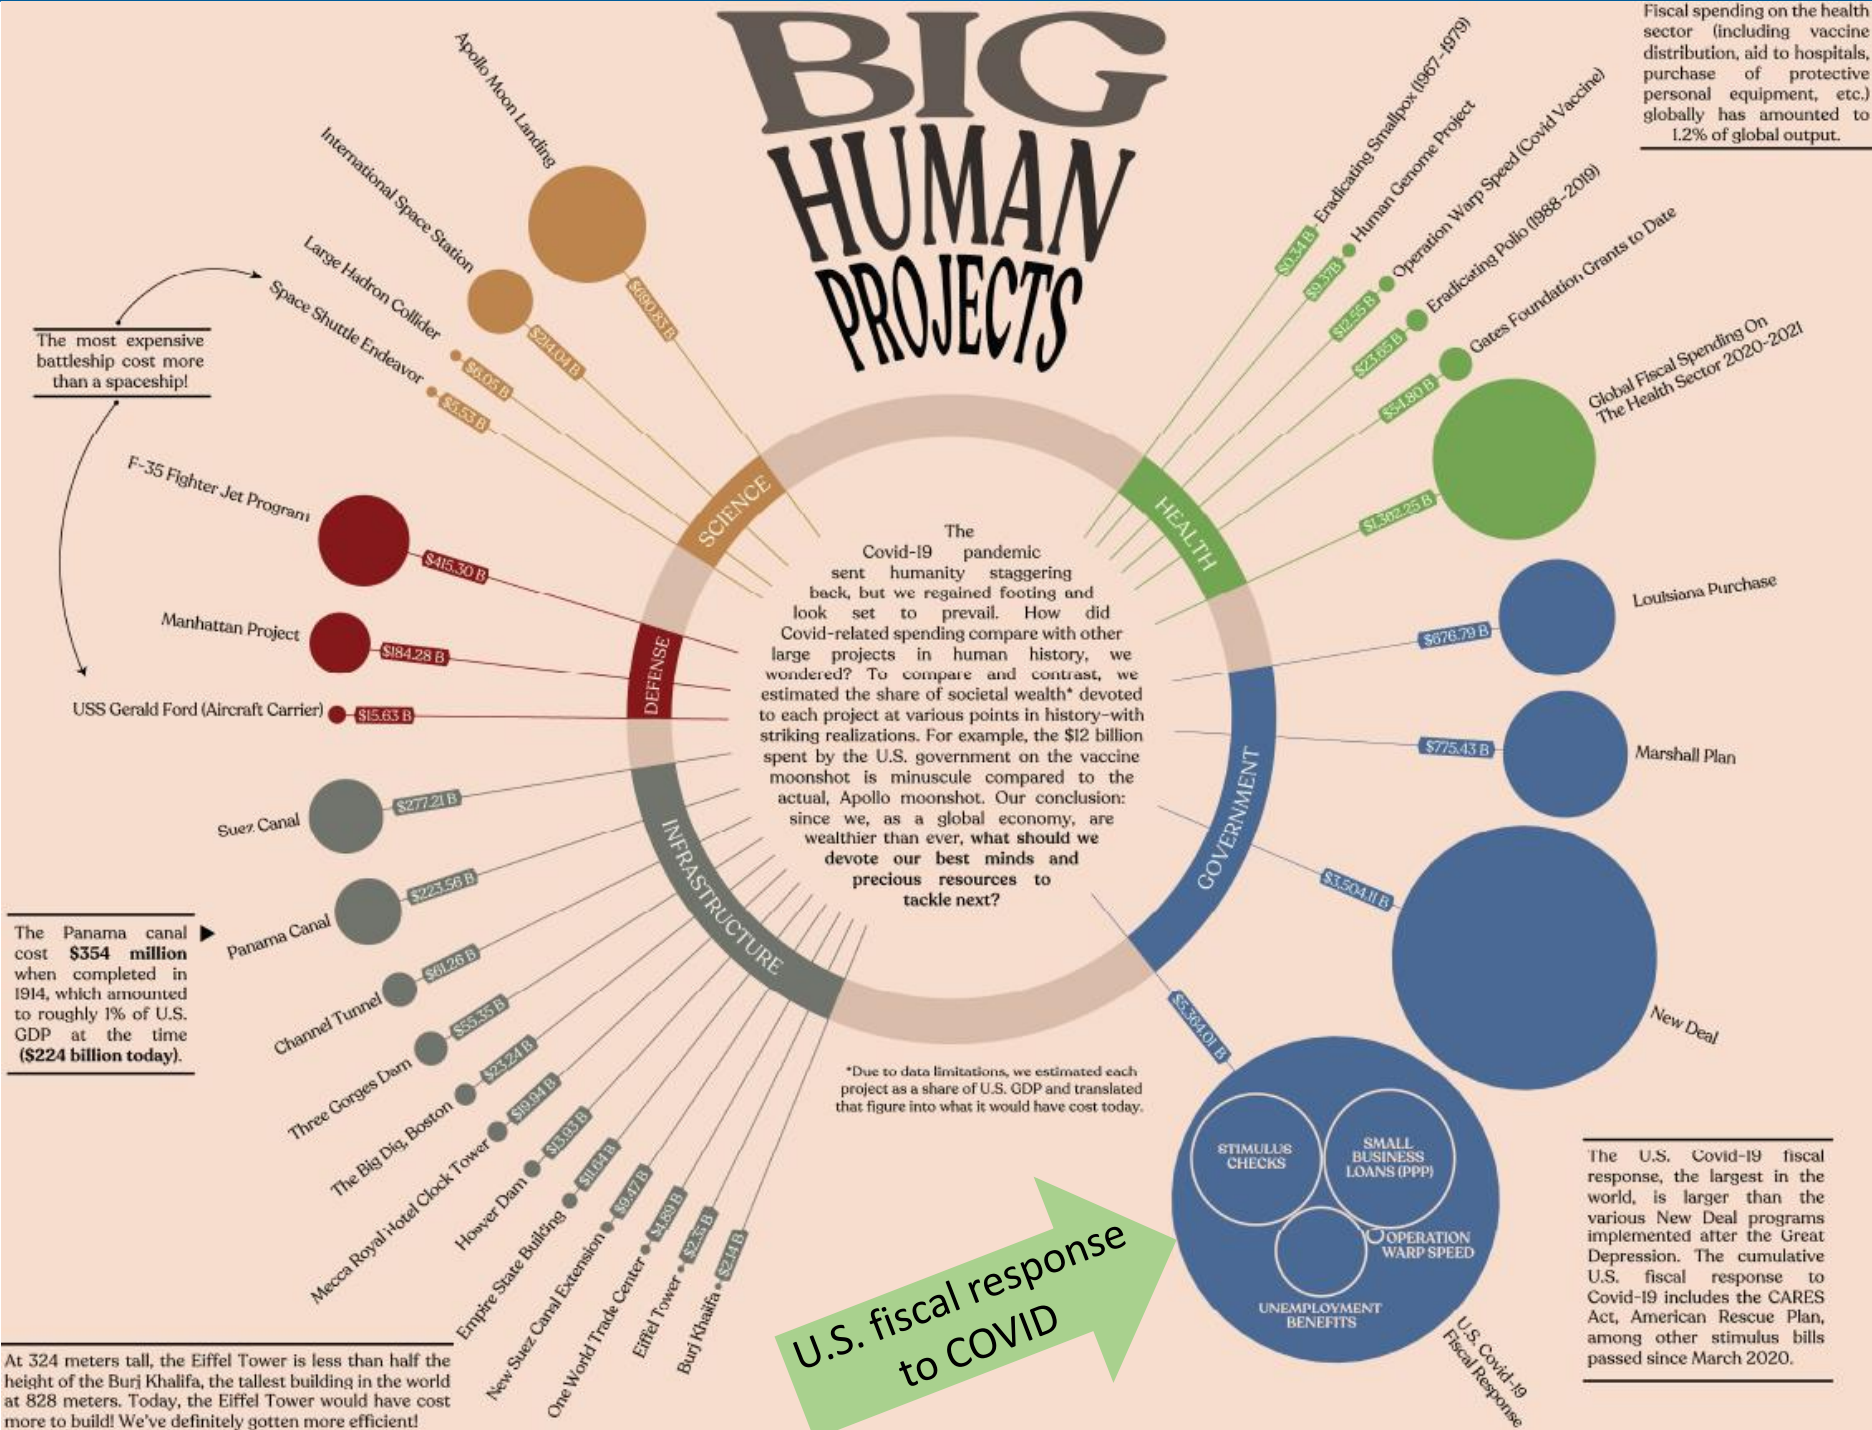 BIG
HUMAN
PROJECTS
Fiscal spending on the health
sector (including vaccine
distribution, aid to hospitals,
purchase of protective
personal equipment, etc.)
globally has amounted to
1.2% of global output.
Apollo Moon Landing
$690.83 B
International Space Station
$214.04 B
Large Hadron Collider
$6.05 B
Space Shuttle Endeavor
$5.53 B
SCIENCE
The most expensive
battleship cost more
than a spaceship!
F-35 Fighter Jet Program
$415.30 B
Manhattan Project
$184.28 B
USS Gerald Ford (Aircraft Carrier)
$15.63 B
DEFENSE
Suez Canal
$277.21 B
Panama Canal
$223.56 B
Channel Tunnel
$61.26 B
Three Gorges Dam
$55.35 B
The Big Dig, Boston
$23.24 B
Mecca Royal Hotel Clock Tower
$19.94 B
Hoover Dam
$13.93 B
Empire State Building
$11.64 B
New Suez Canal Extension
$9.47 B
One World Trade Center
$4.89 B
Eiffel Tower
$2.35 B
Burj Khalifa
$2.14 B
INFRASTRUCTURE
The Panama canal
cost $354 million
when completed in
1914, which amounted
to roughly 1% of U.S.
GDP at the time
($224 billion today).
At 324 meters tall, the Eiffel Tower is less than half the
height of the Burj Khalifa, the tallest building in the world
at 828 meters. Today, the Eiffel Tower would have cost
more to build! We've definitely gotten more efficient!
The
Covid-19 pandemic
sent humanity staggering
back, but we regained footing and
look set to prevail. How did
Covid-related spending compare with other
large projects in human history, we
wondered? To compare and contrast, we
estimated the share of societal wealth* devoted
to each project at various points in history–with
striking realizations. For example, the $12 billion
spent by the U.S. government on the vaccine
moonshot is minuscule compared to the
actual, Apollo moonshot. Our conclusion:
since we, as a global economy, are
wealthier than ever, what should we
devote our best minds and
precious resources to
tackle next?
*Due to data limitations, we estimated each
project as a share of U.S. GDP and translated
that figure into what it would have cost today.
Eradicating Smallpox (1967-1979)
$0.34 B
Human Genome Project
$9.37B
Operation Warp Speed (Covid Vaccine)
$12.55 B
Eradicating Polio (1988-2019)
$23.65 B
Gates Foundation Grants to Date
$54.80 B
Global Fiscal Spending On
The Health Sector 2020-2021
$1,302.25 B
HEALTH
Louisiana Purchase
$676.79 B
Marshall Plan
$775.43 B
New Deal
$3,504.11 B
GOVERNMENT
$5,364.01 B
STIMULUS
CHECKS
SMALL
BUSINESS
LOANS (PPP)
OPERATION
WARP SPEED
UNEMPLOYMENT
BENEFITS
U.S. Covid-19
Fiscal Response
U.S. fiscal response
to COVID
The U.S. Covid-19 fiscal
response, the largest in the
world, is larger than the
various New Deal programs
implemented after the Great
Depression. The cumulative
U.S. fiscal response to
Covid-19 includes the CARES
Act, American Rescue Plan,
among other stimulus bills
passed since March 2020.